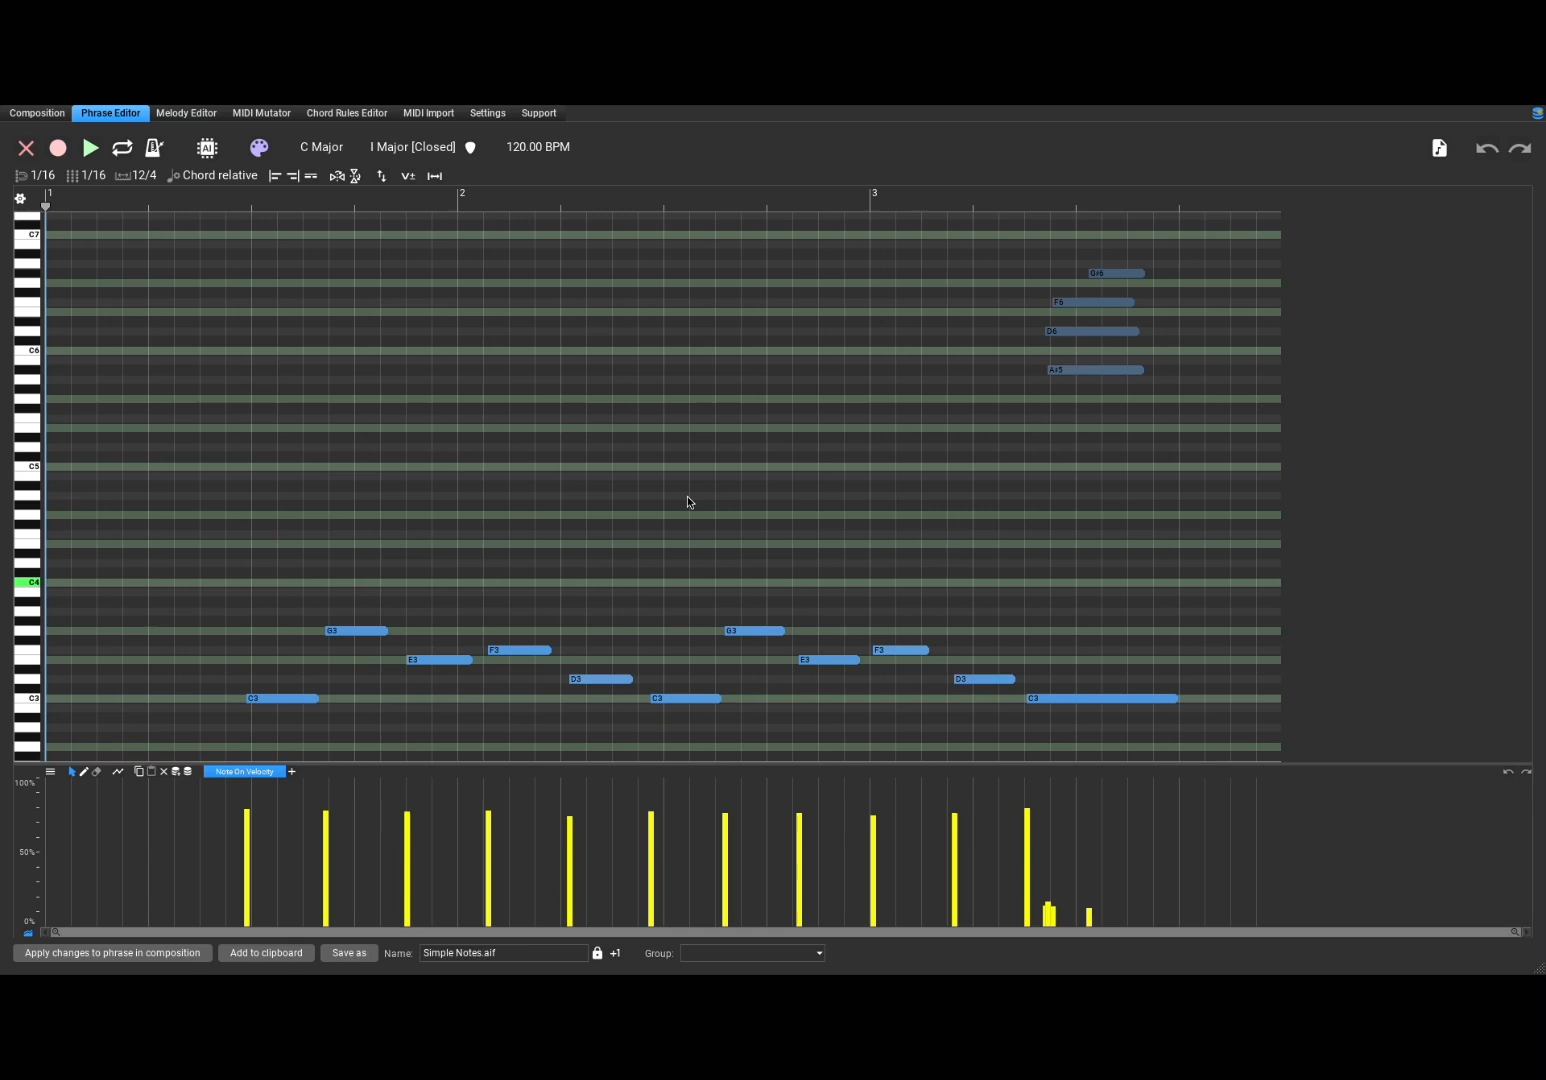 Composition Phrase Editor Melody Editor MIDI Mutator Chord Rules Editor MIDI Import Settings Support
AI C Major I Major [Closed] 120.00 BPM
1/16 1/16 12/4 Chord relative V±
1 2 3
C7
G♯6
F6
D6
C6
A♯5
C5
C4
G3 G3
F3 F3
E3 E3
D3 D3
C3 C3 C3 C3
Note On Velocity +
100%
50%
0%
Apply changes to phrase in composition Add to clipboard Save as Name: Simple Notes.aif +1 Group: